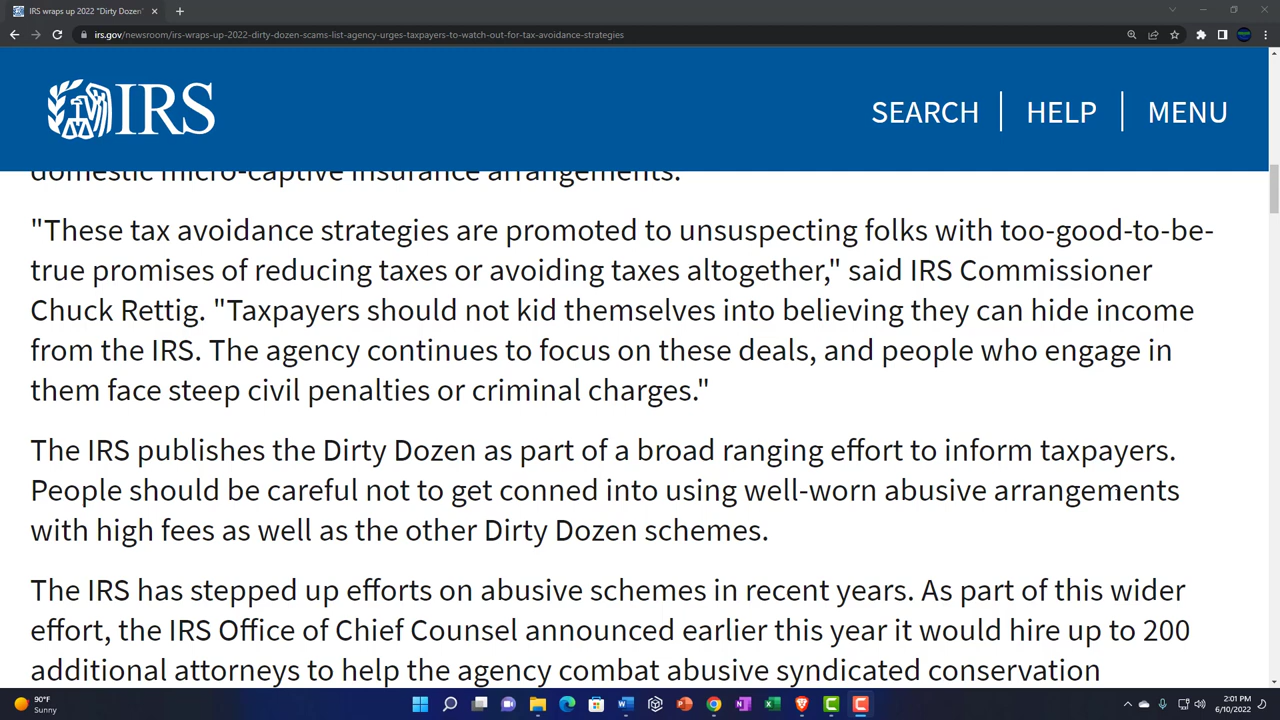 IRS wraps up 2022 "Dirty Dozen"
irs.gov/newsroom/irs-wraps-up-2022-dirty-dozen-scams-list-agency-urges-taxpayers-to-watch-out-for-tax-avoidance-strategies
IRS
SEARCH HELP MENU
domestic micro-captive insurance arrangements.
"These tax avoidance strategies are promoted to unsuspecting folks with too-good-to-be-
true promises of reducing taxes or avoiding taxes altogether," said IRS Commissioner
Chuck Rettig. "Taxpayers should not kid themselves into believing they can hide income
from the IRS. The agency continues to focus on these deals, and people who engage in
them face steep civil penalties or criminal charges."
The IRS publishes the Dirty Dozen as part of a broad ranging effort to inform taxpayers.
People should be careful not to get conned into using well-worn abusive arrangements
with high fees as well as the other Dirty Dozen schemes.
The IRS has stepped up efforts on abusive schemes in recent years. As part of this wider
effort, the IRS Office of Chief Counsel announced earlier this year it would hire up to 200
additional attorneys to help the agency combat abusive syndicated conservation
90°F
Sunny
2:01 PM
6/10/2022